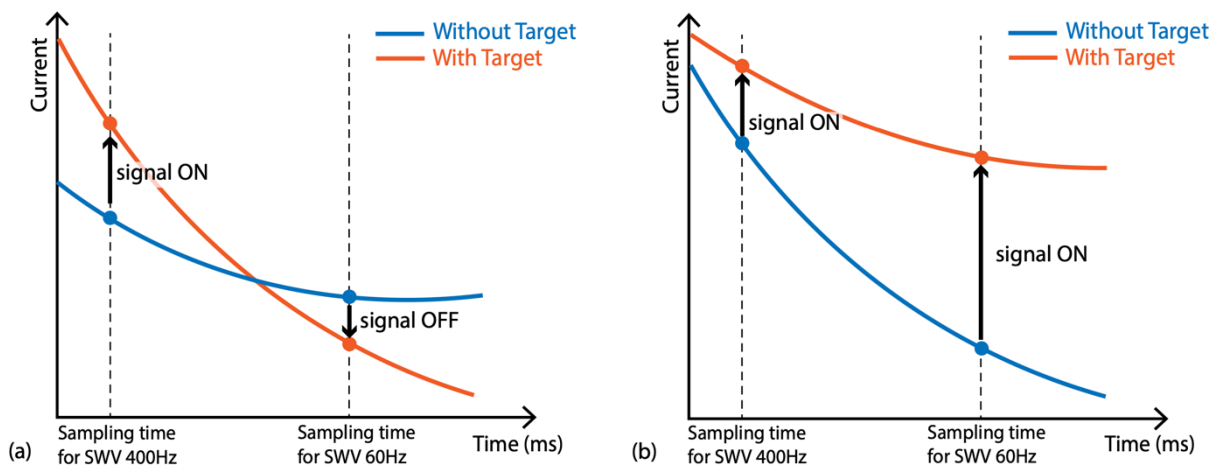 Current
Without Target
With Target
signal ON
signal OFF
(a)
Sampling time
for SWV 400Hz
Sampling time
for SWV 60Hz
Time (ms)
Current
Without Target
With Target
signal ON
signal ON
(b)
Sampling time
for SWV 400Hz
Sampling time
for SWV 60Hz
Time (ms)